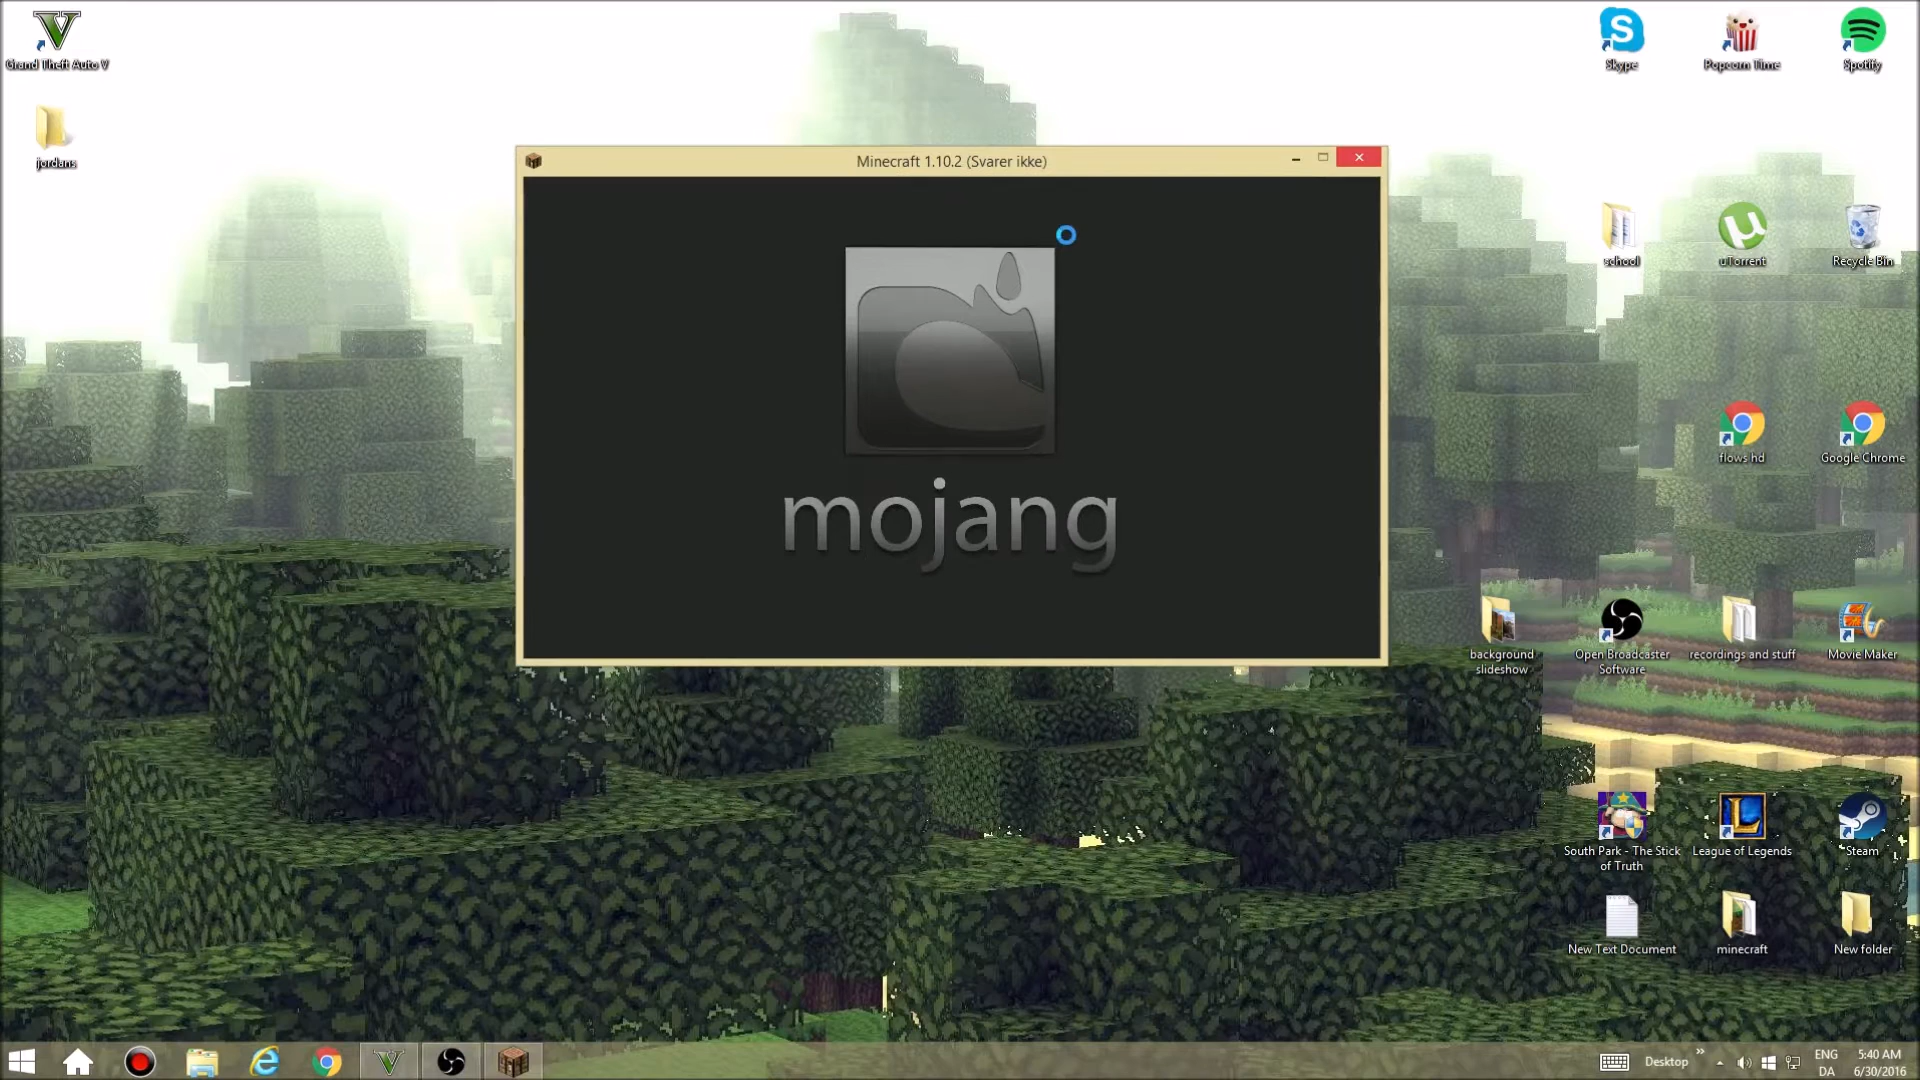 Grand Theft Auto V
Skype
Popcorn Time
Spotify
jordans
Minecraft 1.10.2 (Svarer ikke)
school
uTorrent
Recycle Bin
flows hd
Google Chrome
mojang
background
slideshow
Open Broadcaster
Software
recordings and stuff
Movie Maker
South Park - The Stick
of Truth
League of Legends
Steam
New Text Document
minecraft
New folder
Desktop
ENG
DA
5:40 AM
6/30/2016